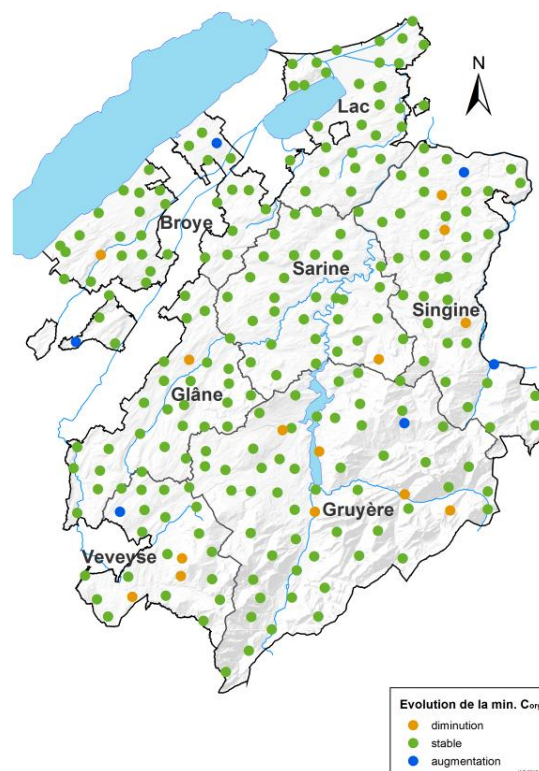 N
Lac
Broye
Sarine
Singine
Glâne
Gruyère
Veveyse
Evolution de la min. Corg
diminution
stable
augmentation